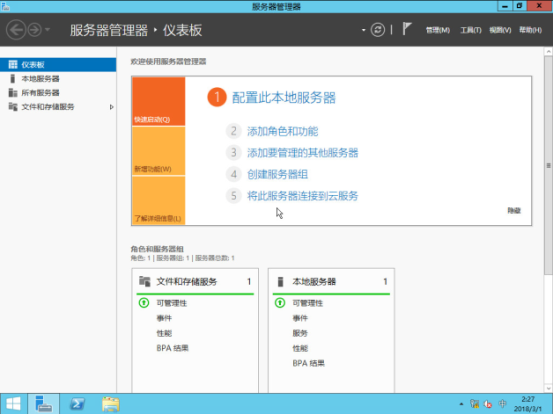 服务器管理器
服务器管理器 · 仪表板
管理(M) 工具(T) 视图(V) 帮助(H)
仪表板
本地服务器
所有服务器
文件和存储服务
欢迎使用服务器管理器
快速启动(Q)
新增功能(W)
了解详细信息(L)
1 配置此本地服务器
2 添加角色和功能
3 添加要管理的其他服务器
4 创建服务器组
5 将此服务器连接到云服务
隐藏
角色和服务器组
角色: 1 | 服务器组: 1 | 服务器总数: 1
文件和存储服务 1
可管理性
事件
性能
BPA 结果
本地服务器 1
可管理性
事件
服务
性能
BPA 结果
中
2:27
2018/3/1